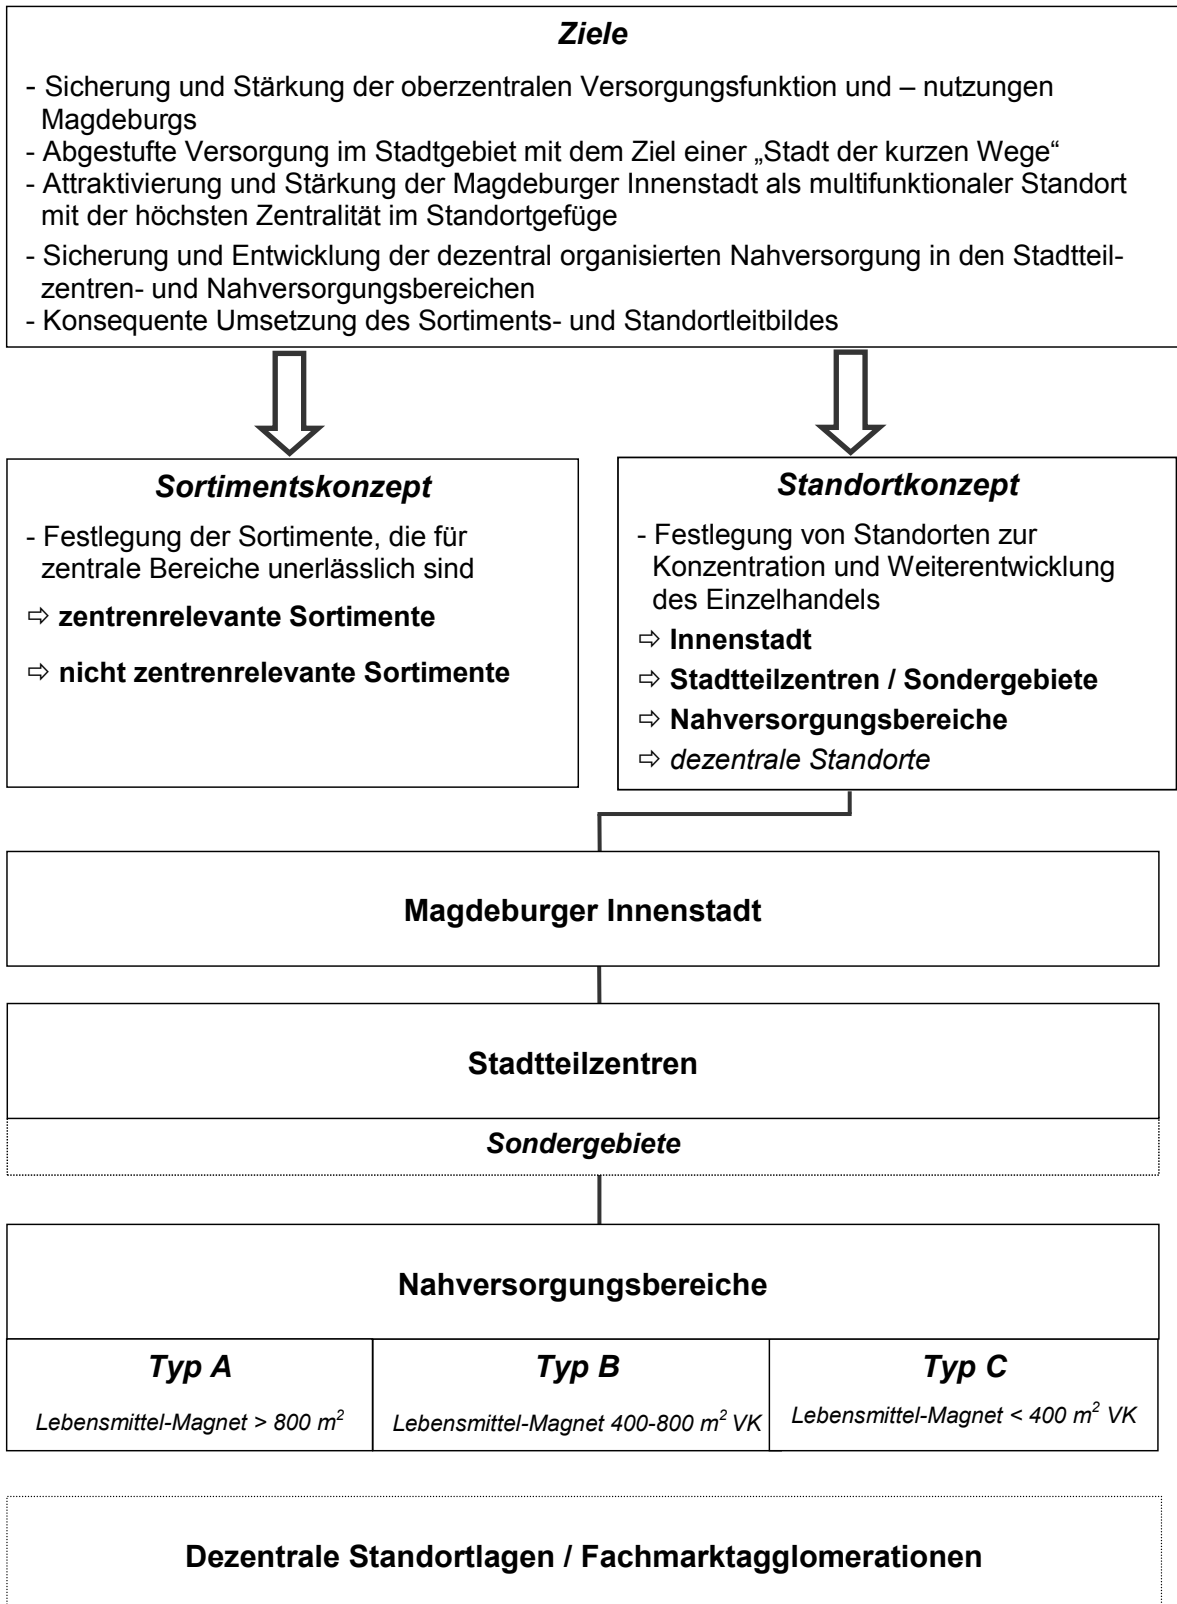 Ziele
- Sicherung und Stärkung der oberzentralen Versorgungsfunktion und – nutzungen
Magdeburgs
- Abgestufte Versorgung im Stadtgebiet mit dem Ziel einer „Stadt der kurzen Wege“
- Attraktivierung und Stärkung der Magdeburger Innenstadt als multifunktionaler Standort
mit der höchsten Zentralität im Standortgefüge
- Sicherung und Entwicklung der dezentral organisierten Nahversorgung in den Stadtteil-
zentren- und Nahversorgungsbereichen
- Konsequente Umsetzung des Sortiments- und Standortleitbildes
Sortimentskonzept
- Festlegung der Sortimente, die für
zentrale Bereiche unerlässlich sind
⇨ zentrenrelevante Sortimente
⇨ nicht zentrenrelevante Sortimente
Standortkonzept
- Festlegung von Standorten zur
Konzentration und Weiterentwicklung
des Einzelhandels
⇨ Innenstadt
⇨ Stadtteilzentren / Sondergebiete
⇨ Nahversorgungsbereiche
⇨ dezentrale Standorte
Magdeburger Innenstadt
Stadtteilzentren
Sondergebiete
Nahversorgungsbereiche
Typ A
Lebensmittel-Magnet > 800 m²
Typ B
Lebensmittel-Magnet 400-800 m² VK
Typ C
Lebensmittel-Magnet < 400 m² VK
Dezentrale Standortlagen / Fachmarktagglomerationen